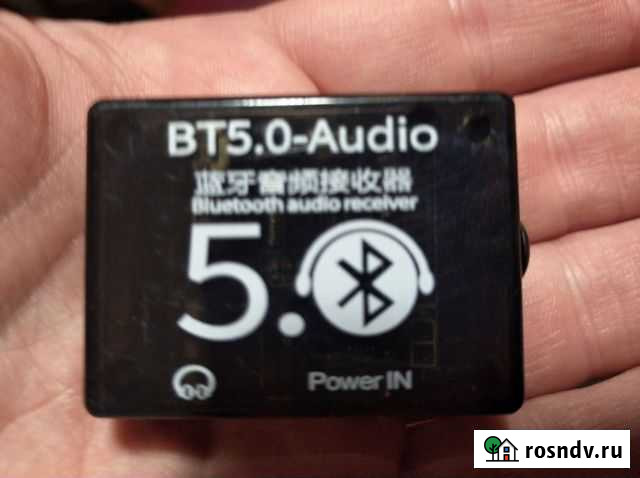 BT5.0-Audio
蓝牙音频接收器
Bluetooth audio receiver
5.0
Power IN
rosndv.ru